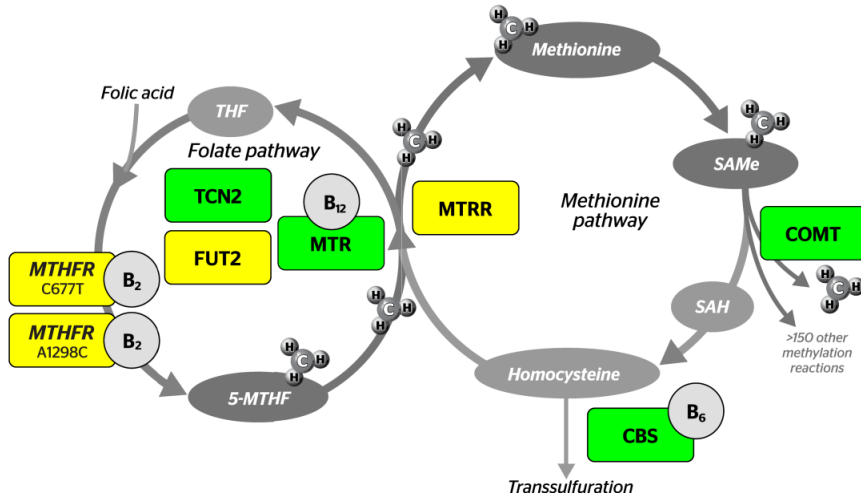 H
C
H
H
Methionine
Folic acid
THF
H
C
H
H
H
C
H
H
SAMe
Folate pathway
TCN2
B12
MTRR
Methionine
pathway
COMT
FUT2
MTR
MTHFR
C677T
B2
H
C
H
H
H
C
H
H
SAH
MTHFR
A1298C
B2
>150 other
methylation
reactions
H
C
H
H
5-MTHF
Homocysteine
CBS
B6
Transsulfuration